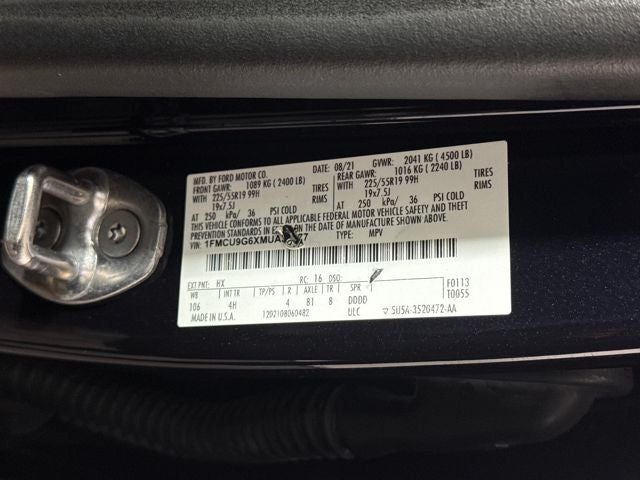 MFD. BY FORD MOTOR CO.
08/21 GVWR: 2041 KG ( 4500 LB)
FRONT GAWR: 1089 KG ( 2400 LB) REAR GAWR: 1016 KG ( 2240 LB)
WITH 225/55R19 99H TIRES WITH 225/55R19 99H TIRES
19x7.5J RIMS 19x7.5J RIMS
AT 250 kPa/ 36 PSI COLD AT 250 kPa/ 36 PSI COLD
THIS VEHICLE CONFORMS TO ALL APPLICABLE FEDERAL MOTOR VEHICLE SAFETY AND THEFT
PREVENTION STANDARDS IN EFFECT ON THE DATE OF MANUFACTURE SHOWN ABOVE.
VIN: TYPE: MPV
EXT PNT: HX RC: 16 DSO: F0113
WB INT TR TP/PS R AXLE TR SPR T0055
106 4H 4 B1 8 DDDD
MADE IN U.S.A. 1202108060482 ULC 5U5A-3520472-AA